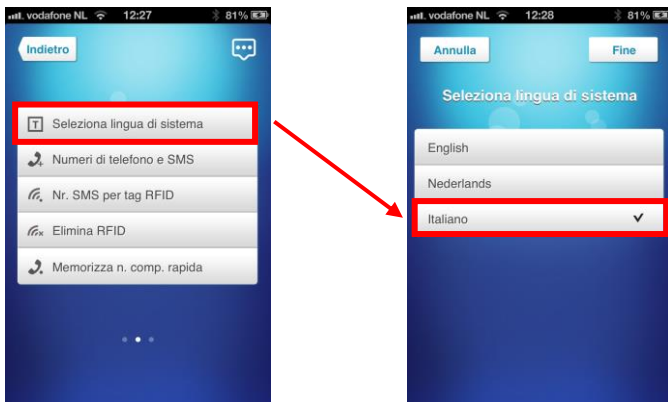 vodafone NL 12:27 81%
Indietro
Seleziona lingua di sistema
Numeri di telefono e SMS
Nr. SMS per tag RFID
Elimina RFID
Memorizza n. comp. rapida
vodafone NL 12:28 81%
Annulla
Fine
Seleziona lingua di sistema
English
Nederlands
Italiano